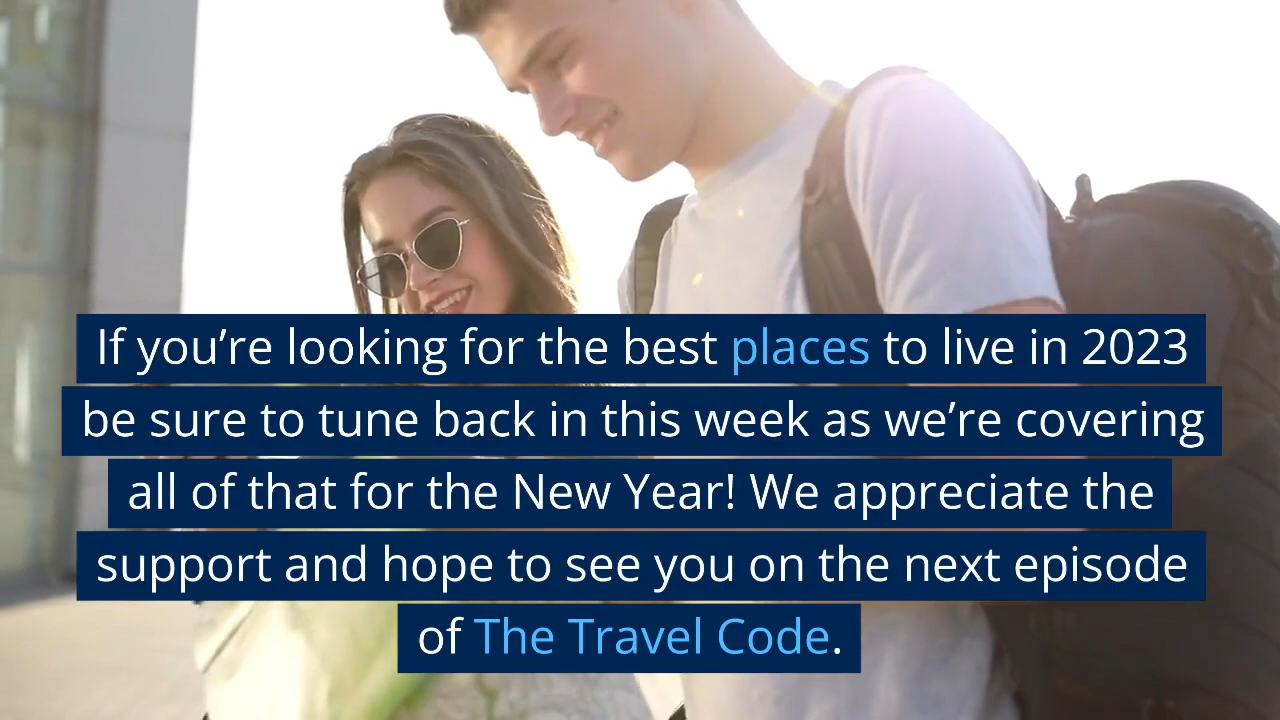 If you’re looking for the best places to live in 2023
be sure to tune back in this week as we’re covering
all of that for the New Year! We appreciate the
support and hope to see you on the next episode
of The Travel Code.